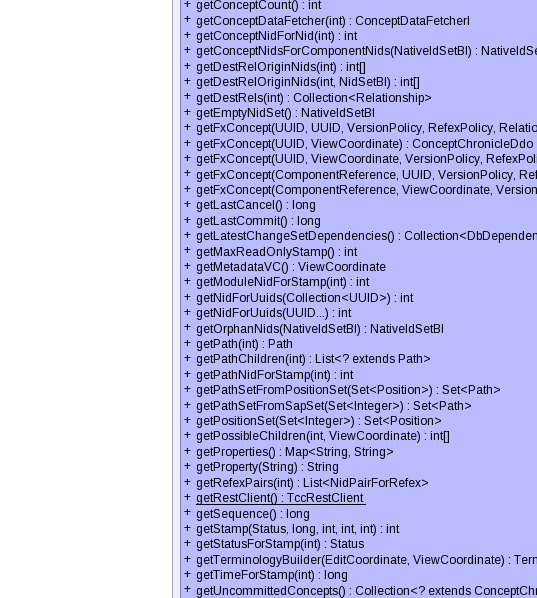 + getConceptCount() : int
+ getConceptDataFetcher(int) : ConceptDataFetcherI
+ getConceptNidForNid(int) : int
+ getConceptNidsForComponentNids(NativeIdSetBI) : NativeIdSe
+ getDestRelOriginNids(int) : int[]
+ getDestRelOriginNids(int, NidSetBI) : int[]
+ getDestRels(int) : Collection<Relationship>
+ getEmptyNidSet() : NativeIdSetBI
+ getFxConcept(UUID, UUID, VersionPolicy, RefexPolicy, Relatio
+ getFxConcept(UUID, ViewCoordinate) : ConceptChronicleDdo
+ getFxConcept(UUID, ViewCoordinate, VersionPolicy, RefexPoli
+ getFxConcept(ComponentReference, UUID, VersionPolicy, Ref
+ getFxConcept(ComponentReference, ViewCoordinate, Version
+ getLastCancel() : long
+ getLastCommit() : long
+ getLatestChangeSetDependencies() : Collection<DbDependen
+ getMaxReadOnlyStamp() : int
+ getMetadataVC() : ViewCoordinate
+ getModuleNidForStamp(int) : int
+ getNidForUuids(Collection<UUID>) : int
+ getNidForUuids(UUID...) : int
+ getOrphanNids(NativeIdSetBI) : NativeIdSetBI
+ getPath(int) : Path
+ getPathChildren(int) : List<? extends Path>
+ getPathNidForStamp(int) : int
+ getPathSetFromPositionSet(Set<Position>) : Set<Path>
+ getPathSetFromSapSet(Set<Integer>) : Set<Path>
+ getPositionSet(Set<Integer>) : Set<Position>
+ getPossibleChildren(int, ViewCoordinate) : int[]
+ getProperties() : Map<String, String>
+ getProperty(String) : String
+ getRefexPairs(int) : List<NidPairForRefex>
+ getRestClient() : TccRestClient
+ getSequence() : long
+ getStamp(Status, long, int, int, int) : int
+ getStatusForStamp(int) : Status
+ getTerminologyBuilder(EditCoordinate, ViewCoordinate) : Tern
+ getTimeForStamp(int) : long
+ getUncommittedConcepts() : Collection<? extends ConceptChr